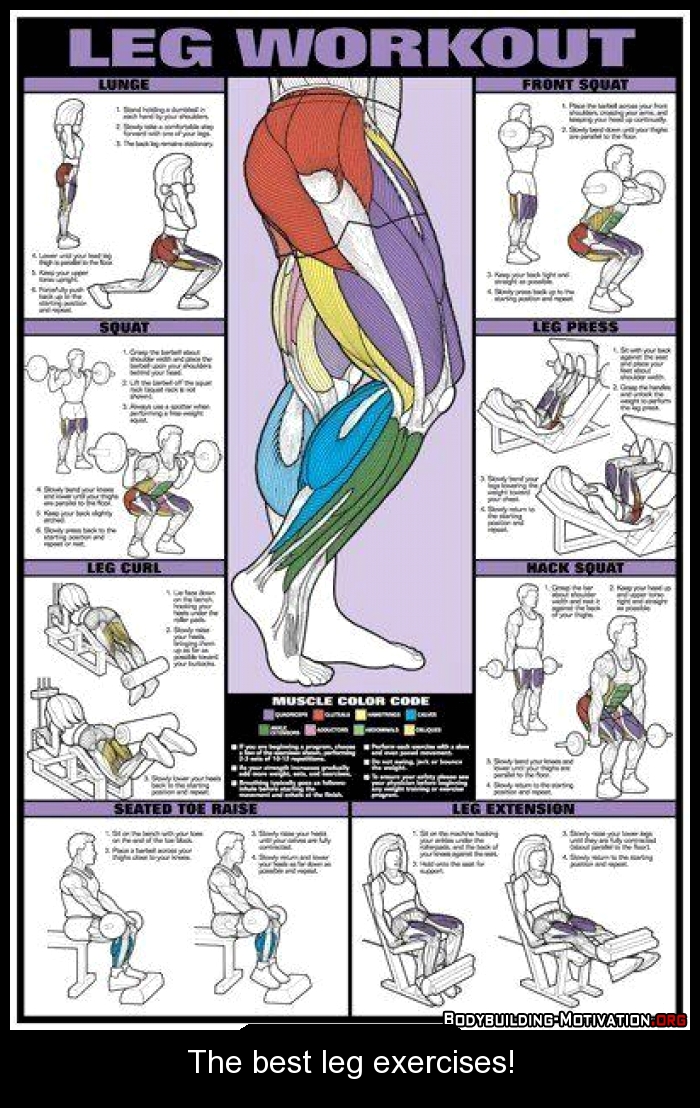 LEG WORKOUT
LUNGE
1. Stand holding a dumbbell in
each hand by your shoulders.
2. Slowly take a comfortable step
forward with one of your legs.
3. The back leg remains stationary.
4. Lower until your lead leg
thigh is parallel to the floor.
5. Keep your upper
torso upright.
6. Forcefully push
back up to the
starting position
and repeat.
FRONT SQUAT
1. Place the barbell across your front
shoulders, crossing your arms, and
keeping your head up continually.
2. Slowly bend down until your thighs
are parallel to the floor.
3. Keep your back tight and
straight as possible.
4. Slowly press back up to the
starting position and repeat.
SQUAT
1. Grasp the barbell about
shoulder width and place the
barbell upon your shoulders
behind your head.
2. Lift the barbell off the squat
rack (squat rack is not
shown).
3. Always use a spotter when
performing a free-weight
squat.
4. Slowly bend your knees
and lower until your thighs
are parallel to the floor.
5. Keep your back slightly
arched.
6. Slowly press back to the
starting position and
repeat or rest.
LEG PRESS
1. Sit with your back
against the seat
and place your
feet about
shoulder width.
2. Grasp the handles
and unlock the
weight to perform
the leg press.
3. Slowly bend your
legs lowering the
weight toward
your chest.
4. Slowly return to
the starting
position and
repeat.
LEG CURL
1. Lie face down
on the bench,
hooking your
heels under the
roller pads.
2. Slowly raise
your heels,
bringing them
up as far as
possible toward
your buttocks.
3. Slowly lower your heels
back to the starting
position and repeat.
HACK SQUAT
1. Grasp the bar
about shoulder
width and rest it
against the back
of your thighs.
2. Keep your head up
and upper torso
tight and straight
as possible.
3. Slowly bend your knees and
lower until your thighs are
parallel to the floor.
4. Slowly return to the starting
position and repeat.
MUSCLE COLOR CODE
QUADRICEPS GLUTEALS HAMSTRINGS CALVES
ANKLE EXTENSORS ADDUCTORS ABDOMINALS OBLIQUES
If you are beginning a program, choose
a few of the exercises shown, performing
2-3 sets of 10-12 repetitions.
As your strength increases gradually
add more weight, sets, and exercises.
Breathing typically goes as follows:
inhale before starting the
movement and exhale at the finish.
Perform each exercise with a slow
and even paced movement.
Do not swing, jerk or bounce
the weight.
To ensure your safety please see
your physician before beginning
any weight training or exercise
program.
SEATED TOE RAISE
1. Sit on the bench with your toes
on the end of the toe block.
2. Place a barbell across your
thighs close to your knees.
3. Slowly raise your heels
until your calves are fully
contracted.
4. Slowly return and lower
your heels as far down as
possible and repeat.
LEG EXTENSION
1. Sit on the machine hooking
your ankles under the
rollerpads, and the back of
your knees against the seat.
2. Hold onto the seat for
support.
3. Slowly raise your lower legs
until they are fully contracted
(about parallel to the floor).
4. Slowly return to the starting
position and repeat.
BODYBUILDING-MOTIVATION.ORG
The best leg exercises!